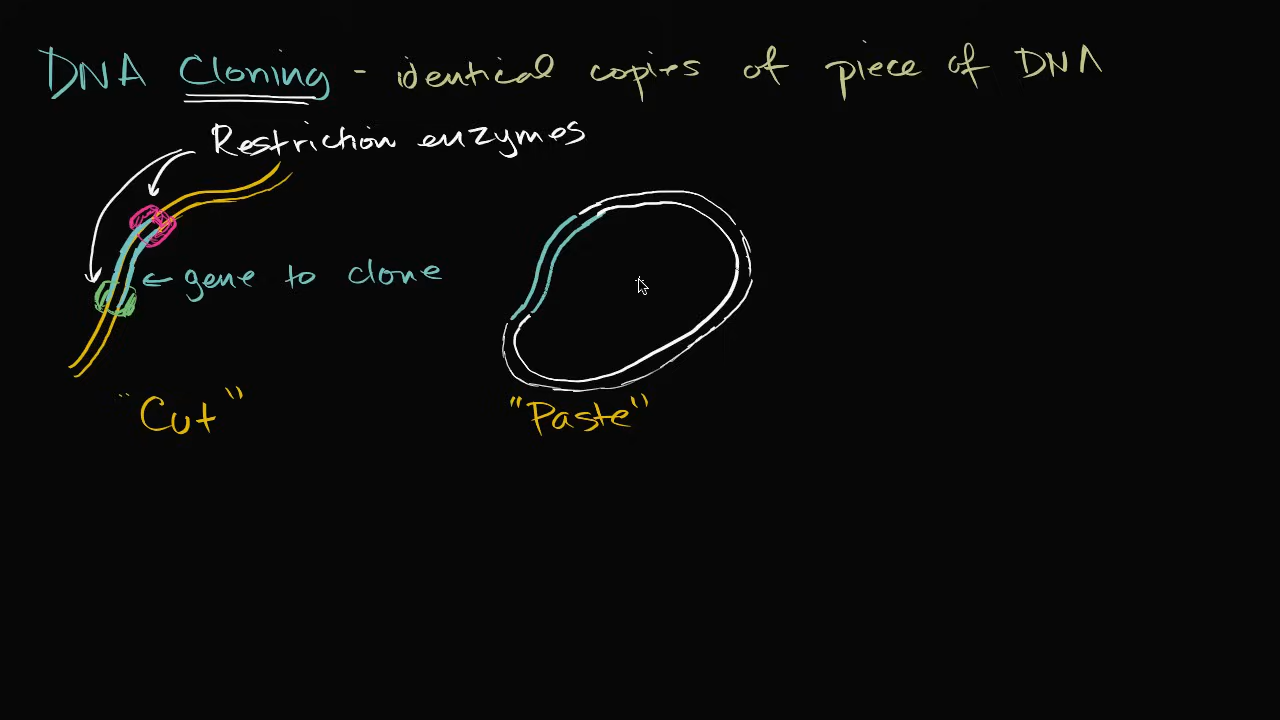 DNA Cloning - identical copies of piece of DNA
Restriction enzymes
← gene to clone
"Cut"
"Paste"